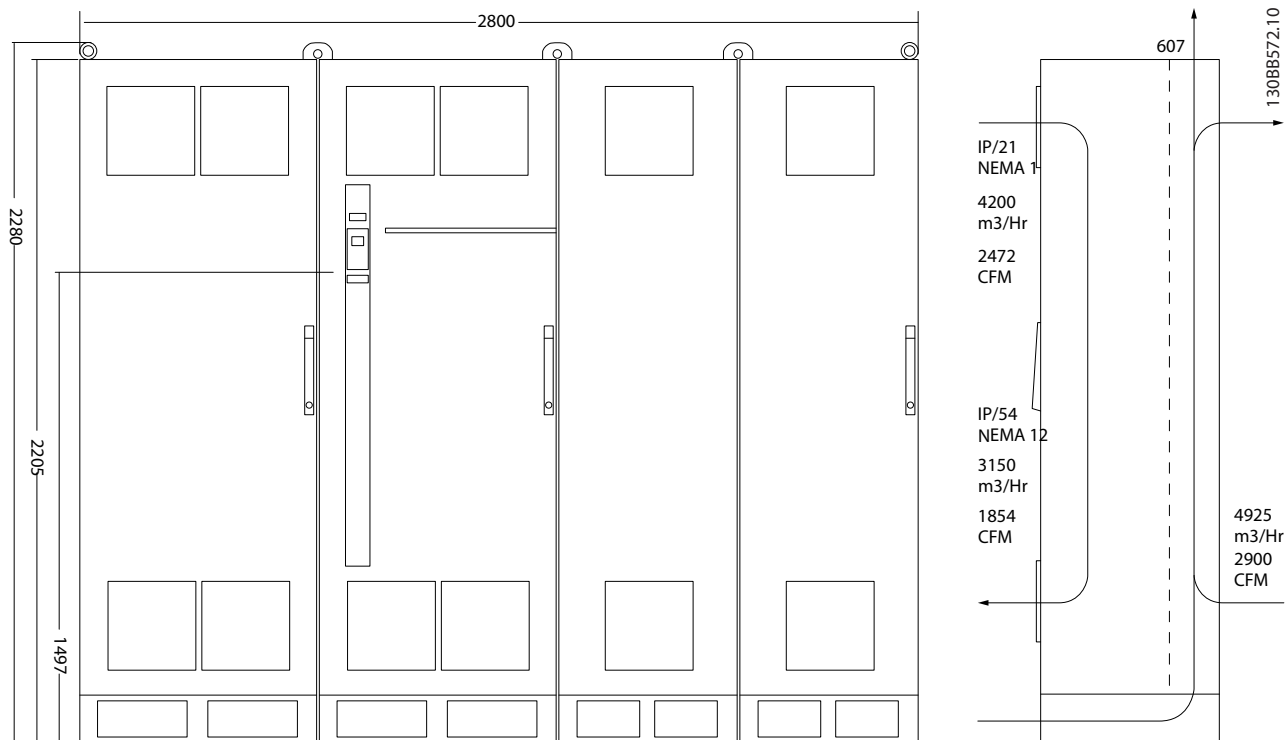 2800
2280
2205
1497
607
130BB572.10
IP/21
NEMA 1
4200
m3/Hr
2472
CFM
IP/54
NEMA 12
3150
m3/Hr
1854
CFM
4925
m3/Hr
2900
CFM